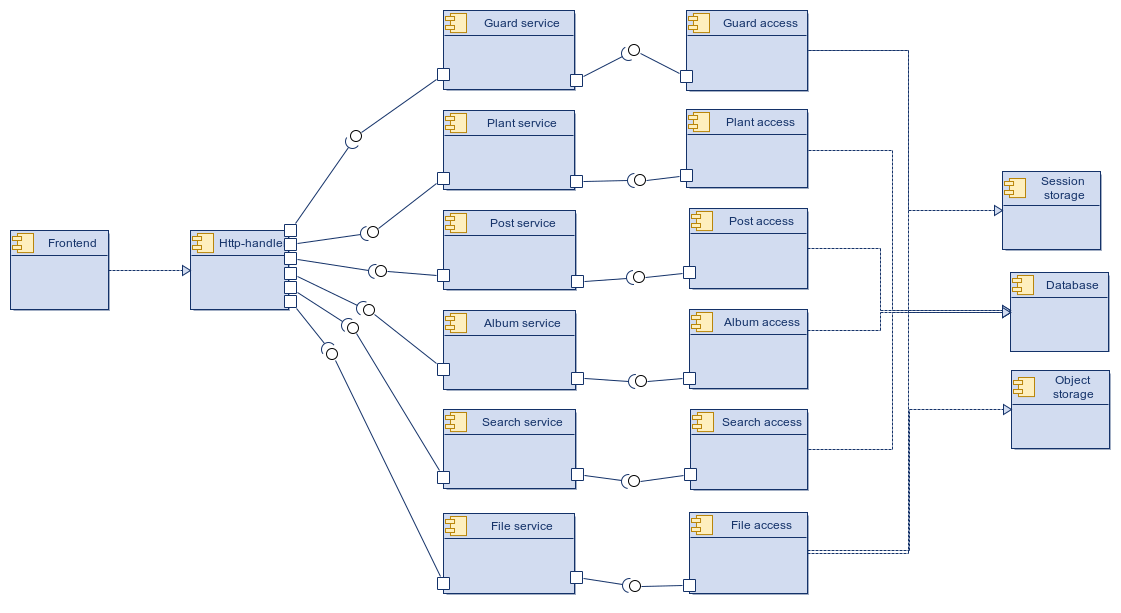 Guard service
Guard access
Plant service
Plant access
Session
storage
Frontend
Http-handle
Post service
Post access
Database
Album service
Album access
Object
storage
Search service
Search access
File service
File access